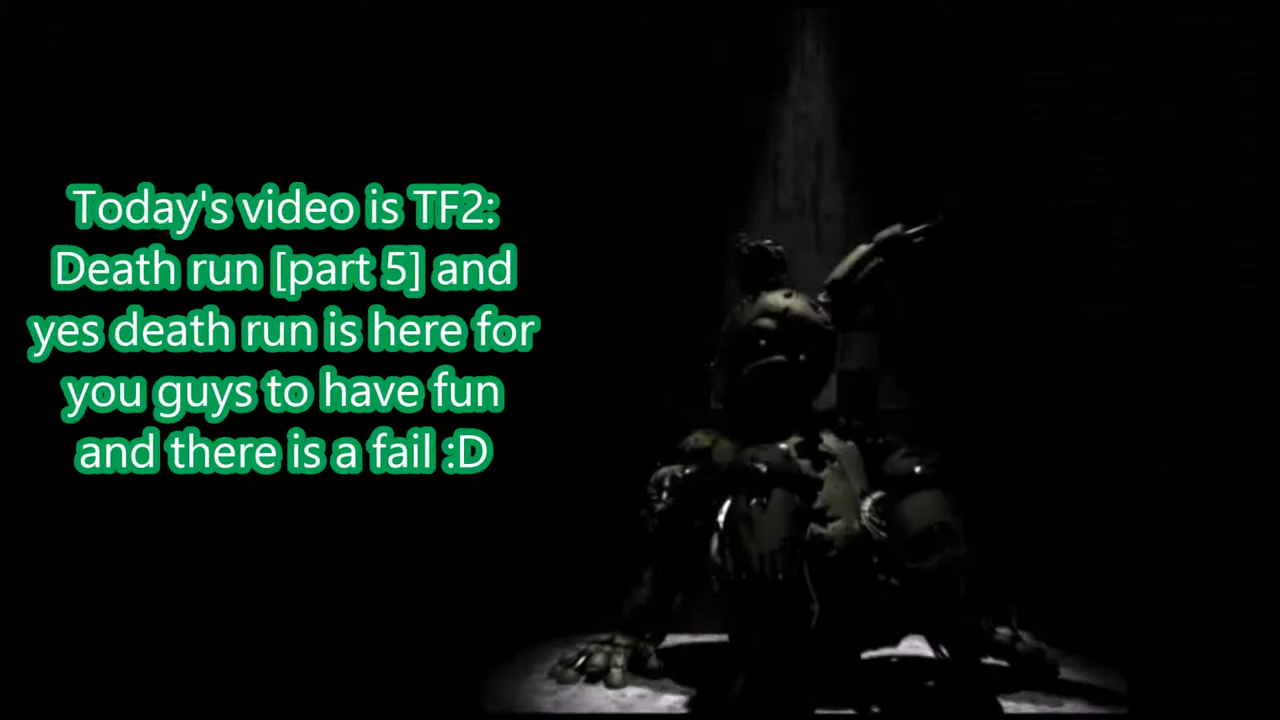 Today's video is TF2:
Death run [part 5] and
yes death run is here for
you guys to have fun
and there is a fail :D